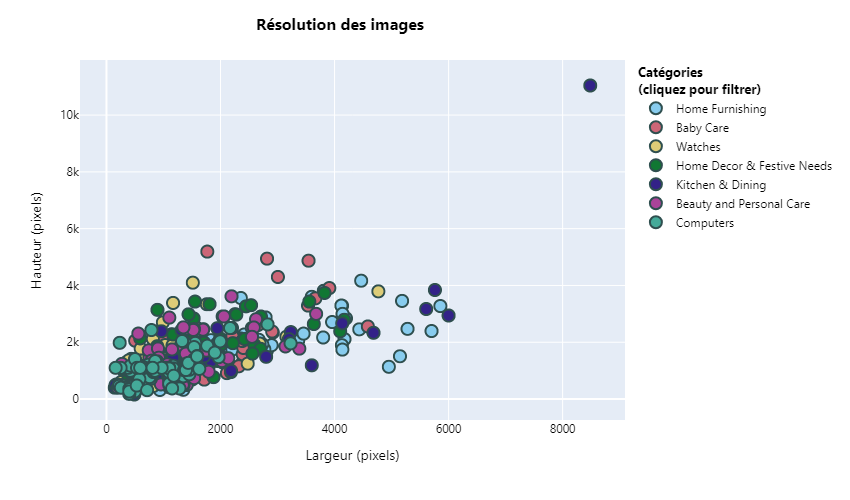 Résolution des images
Catégories
(cliquez pour filtrer)
Home Furnishing
Baby Care
Watches
Home Decor & Festive Needs
Kitchen & Dining
Beauty and Personal Care
Computers
Hauteur (pixels)
10k
8k
6k
4k
2k
0
0 2000 4000 6000 8000
Largeur (pixels)